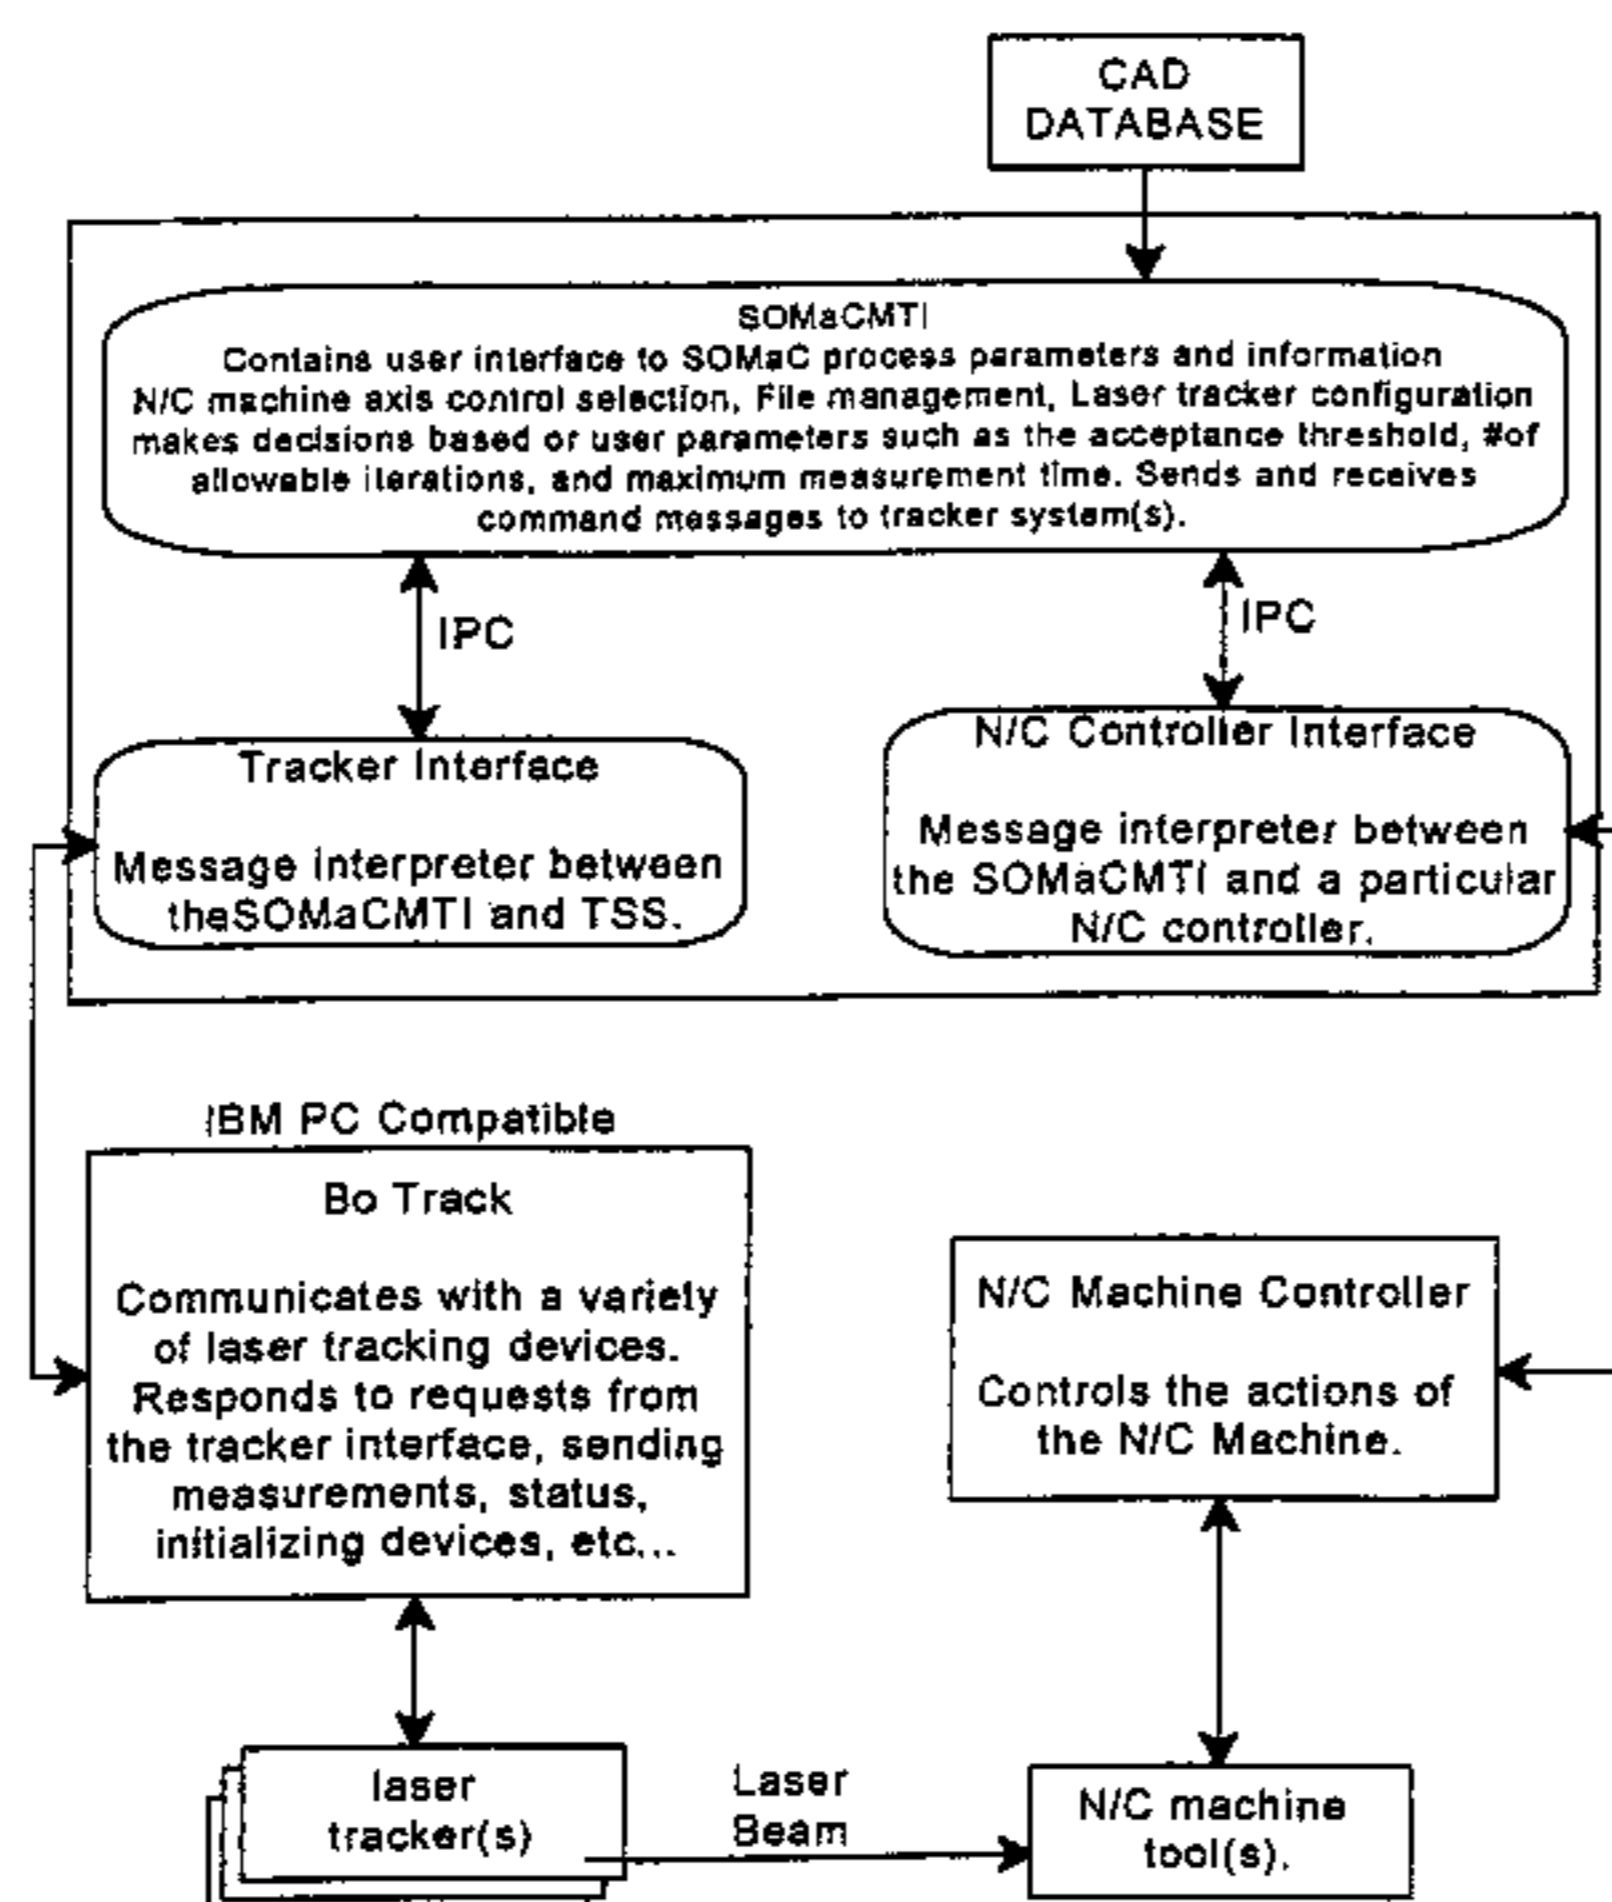 CAD
DATABASE
SOMaCMTI
Contains user interface to SOMaC process parameters and information
N/C machine axis control selection, File management, Laser tracker configuration
makes decisions based or user parameters such as the acceptance threshold, #of
allowable iterations, and maximum measurement time. Sends and receives
command messages to tracker system(s).
IPC
IPC
Tracker Interface
Message interpreter between
theSOMaCMTI and TSS.
N/C Controller Interface
Message interpreter between
the SOMaCMTI and a particular
N/C controller.
IBM PC Compatible
Bo Track
Communicates with a variety
of laser tracking devices.
Responds to requests from
the tracker interface, sending
measurements, status,
initializing devices, etc...
N/C Machine Controller
Controls the actions of
the N/C Machine.
laser
tracker(s)
Laser
Beam
N/C machine
tool(s).